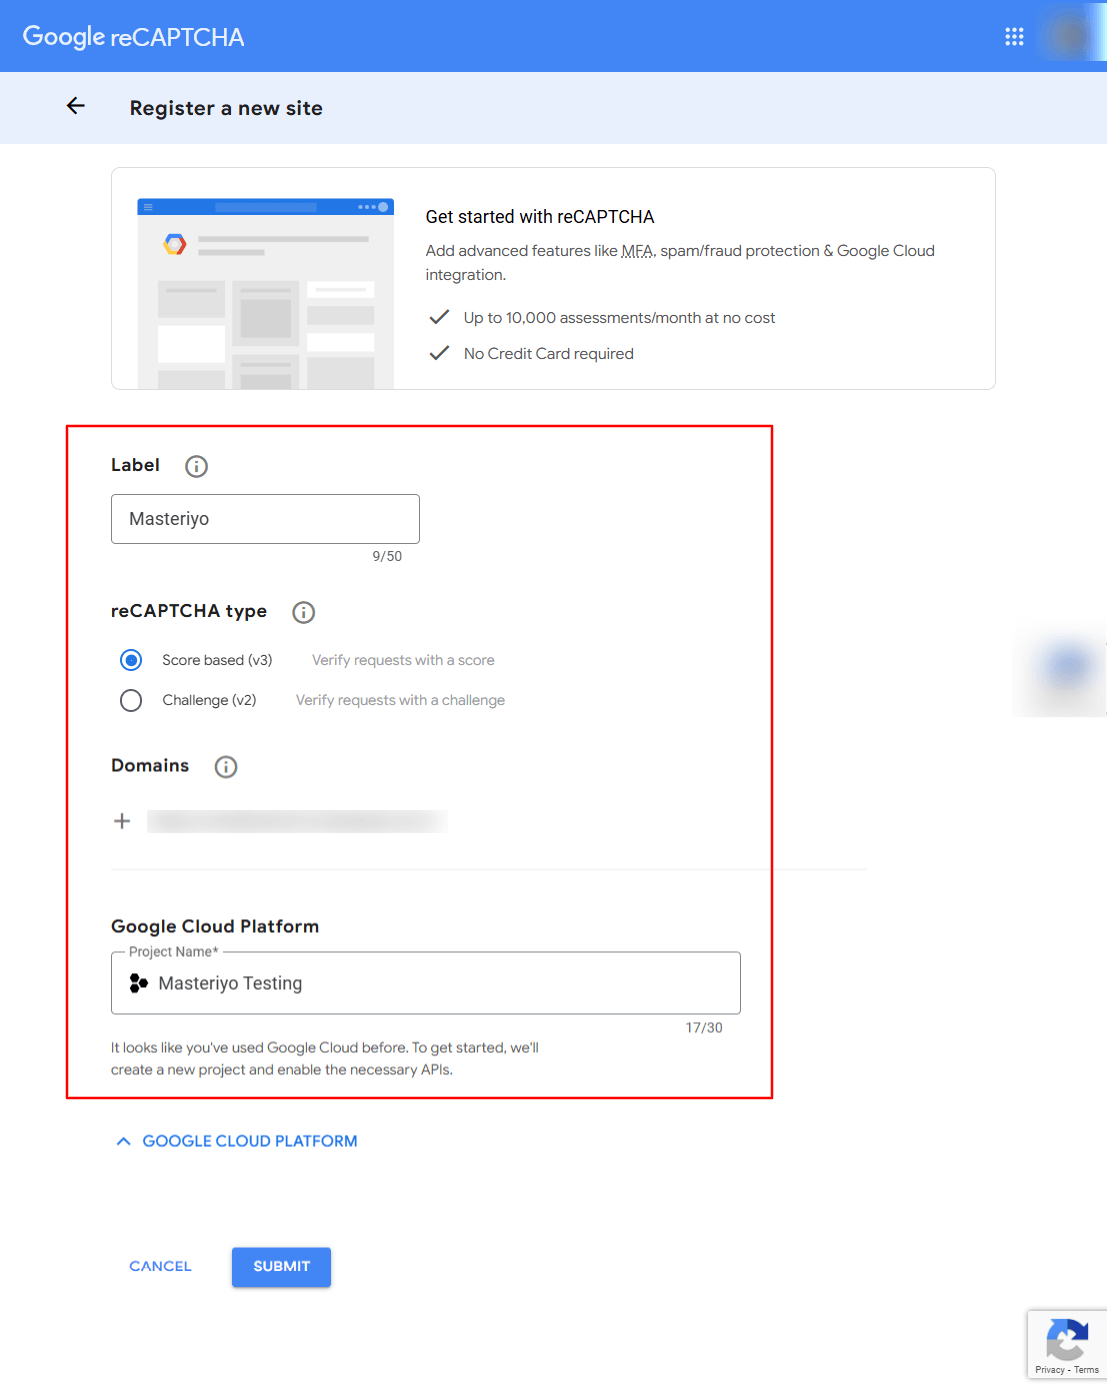 Google reCAPTCHA
Register a new site
Get started with reCAPTCHA
Add advanced features like MFA, spam/fraud protection & Google Cloud
integration.
Up to 10,000 assessments/month at no cost
No Credit Card required
Label
Masteriyo
9/50
reCAPTCHA type
Score based (v3) Verify requests with a score
Challenge (v2) Verify requests with a challenge
Domains
Google Cloud Platform
Project Name*
Masteriyo Testing
17/30
It looks like you've used Google Cloud before. To get started, we'll
create a new project and enable the necessary APIs.
GOOGLE CLOUD PLATFORM
CANCEL SUBMIT
Privacy - Terms